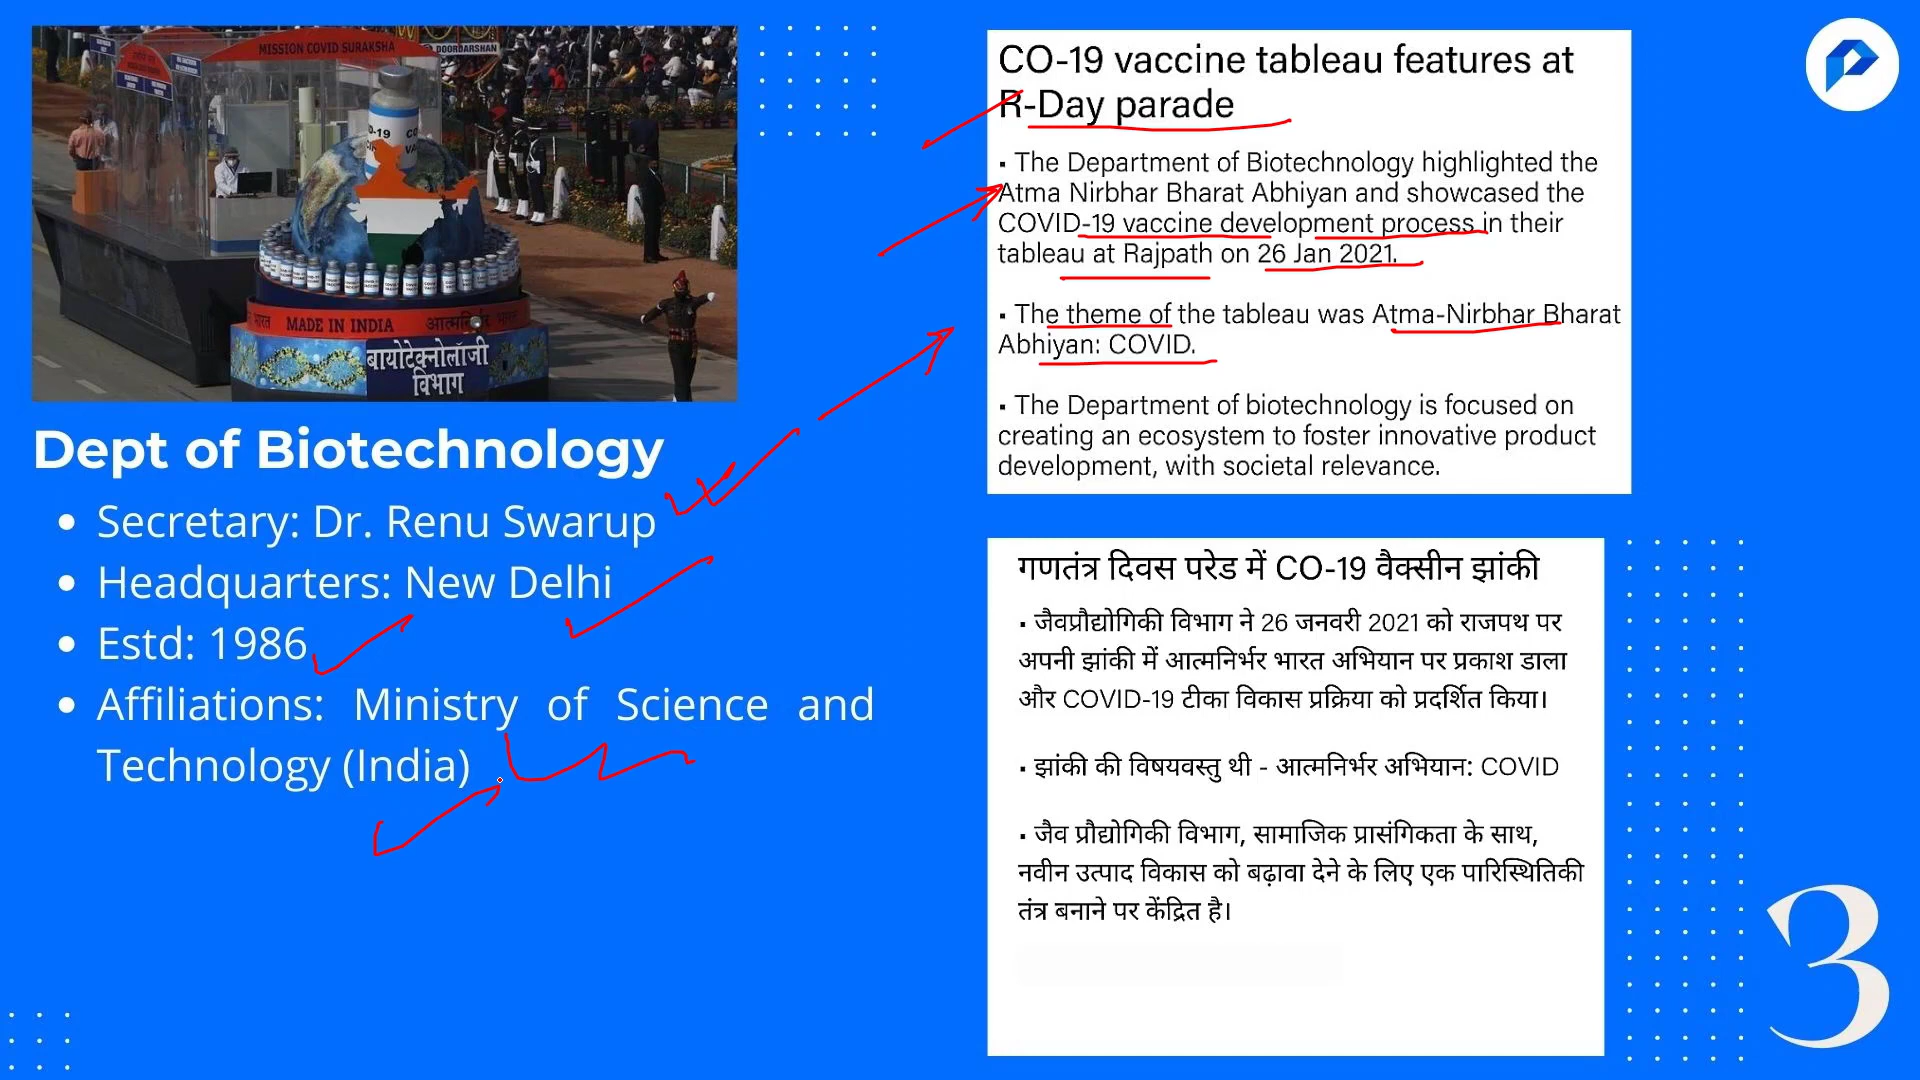 MISSION COVID SURAKSHA
DOORDARSHAN
MADE IN INDIA
बायोटेक्नोलॉजी
विभाग
Dept of Biotechnology
• Secretary: Dr. Renu Swarup
• Headquarters: New Delhi
• Estd: 1986
• Affiliations: Ministry of Science and
Technology (India)
CO-19 vaccine tableau features at
R-Day parade
▪ The Department of Biotechnology highlighted the
Atma Nirbhar Bharat Abhiyan and showcased the
COVID-19 vaccine development process in their
tableau at Rajpath on 26 Jan 2021.
▪ The theme of the tableau was Atma-Nirbhar Bharat
Abhiyan: COVID.
▪ The Department of biotechnology is focused on
creating an ecosystem to foster innovative product
development, with societal relevance.
गणतंत्र दिवस परेड में CO-19 वैक्सीन झांकी
▪ जैवप्रौद्योगिकी विभाग ने 26 जनवरी 2021 को राजपथ पर
अपनी झांकी में आत्मनिर्भर भारत अभियान पर प्रकाश डाला
और COVID-19 टीका विकास प्रक्रिया को प्रदर्शित किया।
▪ झांकी की विषयवस्तु थी - आत्मनिर्भर अभियान: COVID
▪ जैव प्रौद्योगिकी विभाग, सामाजिक प्रासंगिकता के साथ,
नवीन उत्पाद विकास को बढ़ावा देने के लिए एक पारिस्थितिकी
तंत्र बनाने पर केंद्रित है।
3